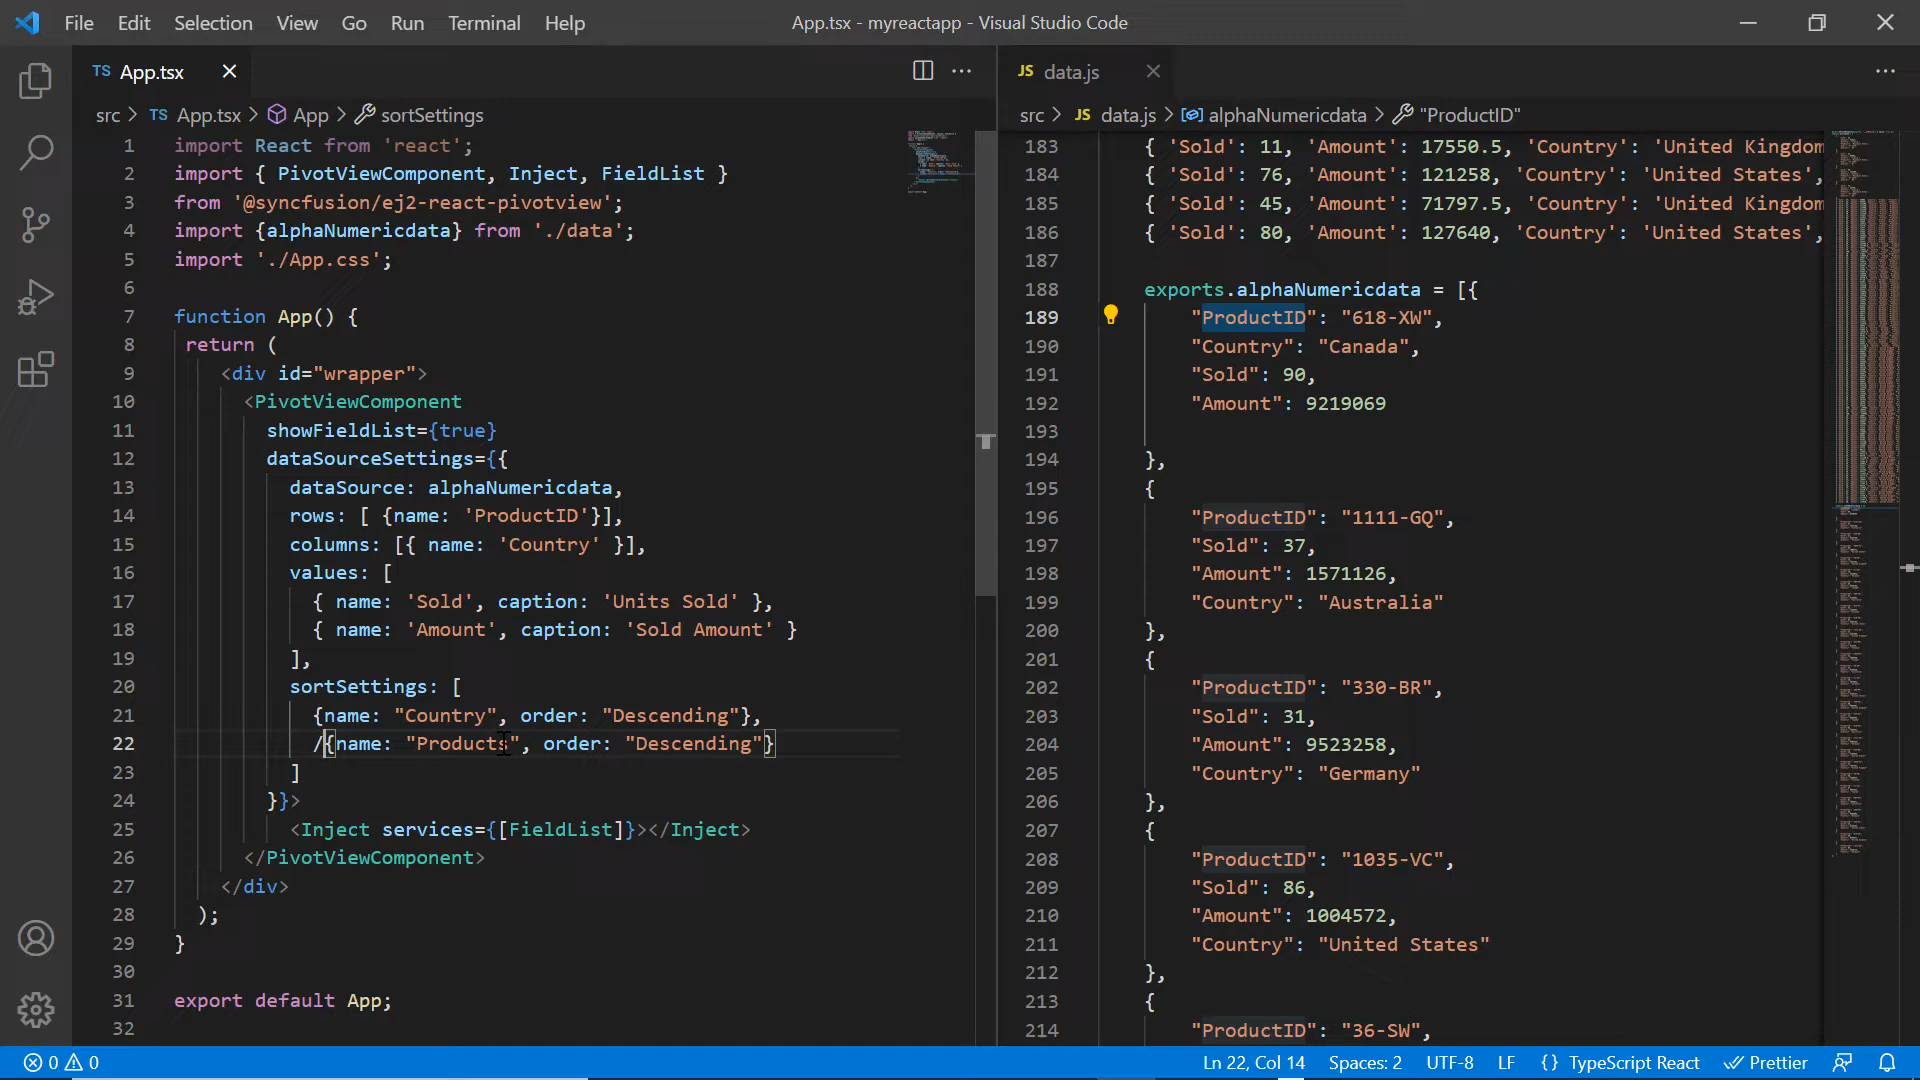 File Edit Selection View Go Run Terminal Help App.tsx - myreactapp - Visual Studio Code
TS App.tsx
src > TS App.tsx > App > sortSettings
1 import React from 'react';
2 import { PivotViewComponent, Inject, FieldList }
3 from '@syncfusion/ej2-react-pivotview';
4 import {alphaNumericdata} from './data';
5 import './App.css';
6
7 function App() {
8 return (
9 <div id="wrapper">
10 <PivotViewComponent
11 showFieldList={true}
12 dataSourceSettings={{
13 dataSource: alphaNumericdata,
14 rows: [ {name: 'ProductID'}],
15 columns: [{ name: 'Country' }],
16 values: [
17 { name: 'Sold', caption: 'Units Sold' },
18 { name: 'Amount', caption: 'Sold Amount' }
19 ],
20 sortSettings: [
21 {name: "Country", order: "Descending"},
22 /{name: "Products", order: "Descending"}
23 ]
24 }}>
25 <Inject services={[FieldList]}></Inject>
26 </PivotViewComponent>
27 </div>
28 );
29 }
30
31 export default App;
32
JS data.js
src > JS data.js > alphaNumericdata > "ProductID"
183 { 'Sold': 11, 'Amount': 17550.5, 'Country': 'United Kingdom
184 { 'Sold': 76, 'Amount': 121258, 'Country': 'United States',
185 { 'Sold': 45, 'Amount': 71797.5, 'Country': 'United Kingdom
186 { 'Sold': 80, 'Amount': 127640, 'Country': 'United States',
187
188 exports.alphaNumericdata = [{
189 "ProductID": "618-XW",
190 "Country": "Canada",
191 "Sold": 90,
192 "Amount": 9219069
193
194 },
195 {
196 "ProductID": "1111-GQ",
197 "Sold": 37,
198 "Amount": 1571126,
199 "Country": "Australia"
200 },
201 {
202 "ProductID": "330-BR",
203 "Sold": 31,
204 "Amount": 9523258,
205 "Country": "Germany"
206 },
207 {
208 "ProductID": "1035-VC",
209 "Sold": 86,
210 "Amount": 1004572,
211 "Country": "United States"
212 },
213 {
214 "ProductID": "36-SW",
0 0 Ln 22, Col 14 Spaces: 2 UTF-8 LF {} TypeScript React Prettier